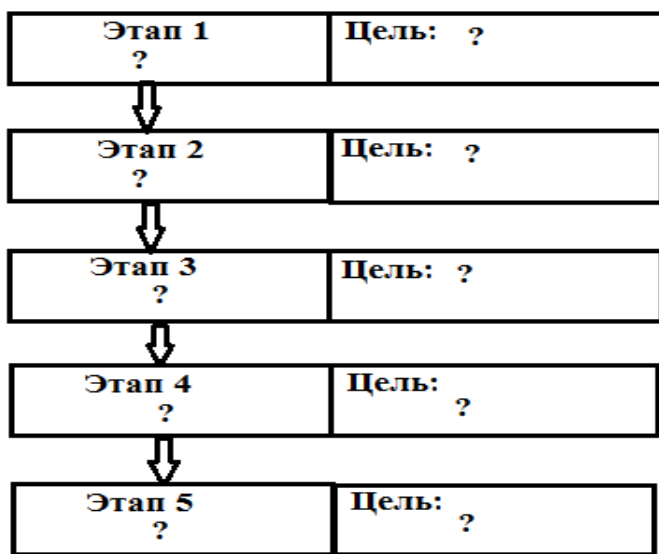 Этап 1 Цель: ?
?
Этап 2 Цель: ?
?
Этап 3 Цель: ?
?
Этап 4 Цель:
? ?
Этап 5 Цель:
? ?